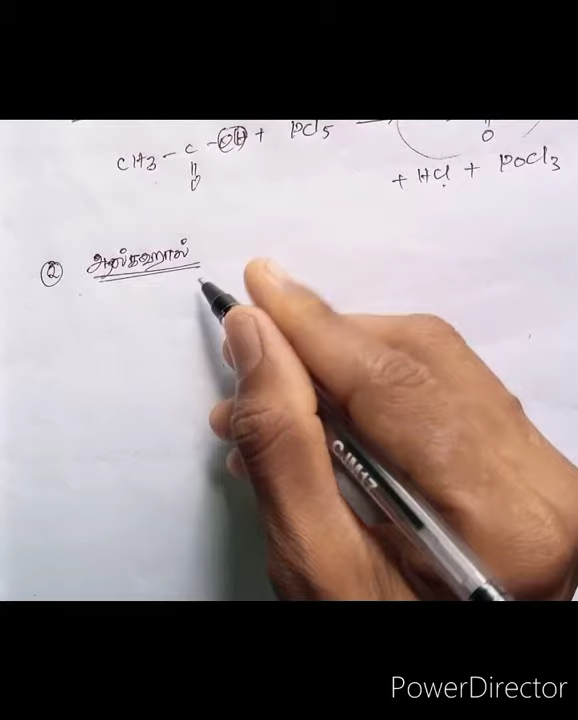 CH3 - C - OH + PCl5 →
|| O
|| O
+ HCl + POCl3
② அல்கஹால்
PowerDirector